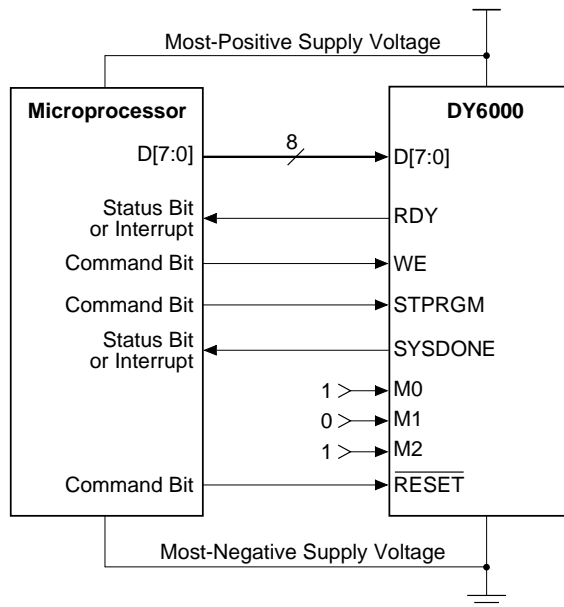 Most-Positive Supply Voltage
Microprocessor
DY6000
D[7:0]
8
D[7:0]
Status Bit
or Interrupt
RDY
Command Bit
WE
Command Bit
STPRGM
Status Bit
or Interrupt
SYSDONE
1
M0
0
M1
1
M2
Command Bit
RESET
Most-Negative Supply Voltage